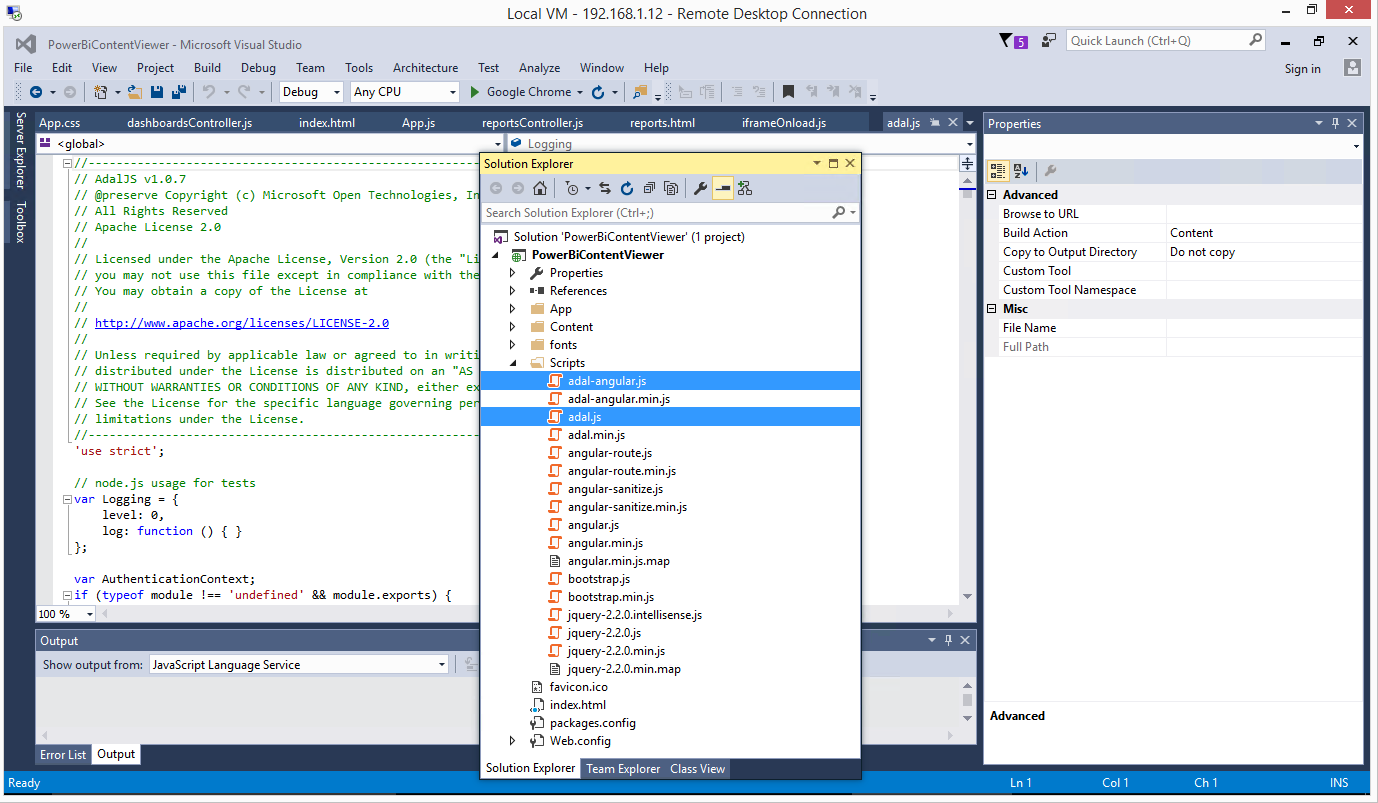 Local VM - 192.168.1.12 - Remote Desktop Connection
PowerBiContentViewer - Microsoft Visual Studio
5
Quick Launch (Ctrl+Q)
File Edit View Project Build Debug Team Tools Architecture Test Analyze Window Help
Sign in
Debug Any CPU Google Chrome
Server Explorer
Toolbox
App.css dashboardsController.js index.html App.js reportsController.js reports.html iframeOnload.js adal.js
<global> Logging
//----------------------------------------------------------
// AdalJS v1.0.7
// @preserve Copyright (c) Microsoft Open Technologies, In
// All Rights Reserved
// Apache License 2.0
//
// Licensed under the Apache License, Version 2.0 (the "Li
// you may not use this file except in compliance with the
// You may obtain a copy of the License at
//
// http://www.apache.org/licenses/LICENSE-2.0
//
// Unless required by applicable law or agreed to in writi
// distributed under the License is distributed on an "AS
// WITHOUT WARRANTIES OR CONDITIONS OF ANY KIND, either ex
// See the License for the specific language governing per
// limitations under the License.
//----------------------------------------------------------
'use strict';
// node.js usage for tests
var Logging = {
level: 0,
log: function () { }
};
var AuthenticationContext;
if (typeof module !== 'undefined' && module.exports) {
100 %
Output
Show output from: JavaScript Language Service
Error List Output
Solution Explorer
Search Solution Explorer (Ctrl+;)
Solution 'PowerBiContentViewer' (1 project)
PowerBiContentViewer
Properties
References
App
Content
fonts
Scripts
adal-angular.js
adal-angular.min.js
adal.js
adal.min.js
angular-route.js
angular-route.min.js
angular-sanitize.js
angular-sanitize.min.js
angular.js
angular.min.js
angular.min.js.map
bootstrap.js
bootstrap.min.js
jquery-2.2.0.intellisense.js
jquery-2.2.0.js
jquery-2.2.0.min.js
jquery-2.2.0.min.map
favicon.ico
index.html
packages.config
Web.config
Solution Explorer Team Explorer Class View
Properties
Advanced
Browse to URL
Build Action Content
Copy to Output Directory Do not copy
Custom Tool
Custom Tool Namespace
Misc
File Name
Full Path
Advanced
Ready Ln 1 Col 1 Ch 1 INS